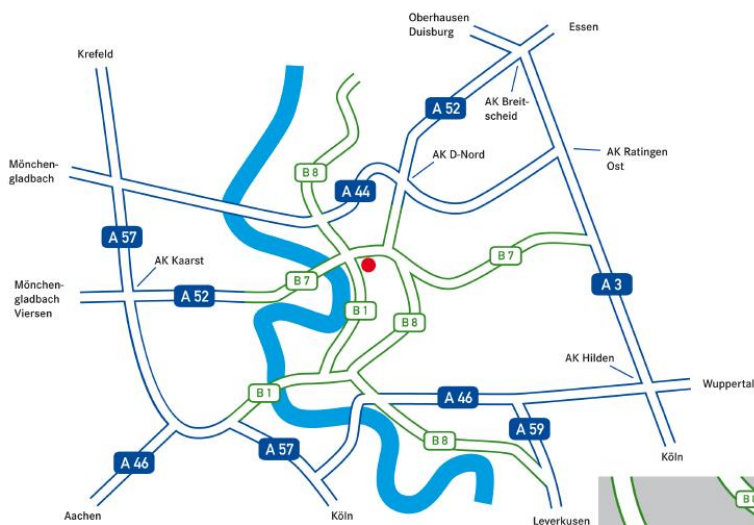 Oberhausen
Duisburg
Essen
Krefeld
A 52
AK Breit-
scheid
AK D-Nord
AK Ratingen
Ost
Mönchen-
gladbach
B 8
A 44
A 57
AK Kaarst
B 7
B 7
Mönchen-
gladbach
Viersen
A 52
A 3
B 1
B 8
AK Hilden
Wuppertal
B 1
A 46
A 59
B 8
A 57
A 46
Köln
Aachen
Köln
Leverkusen